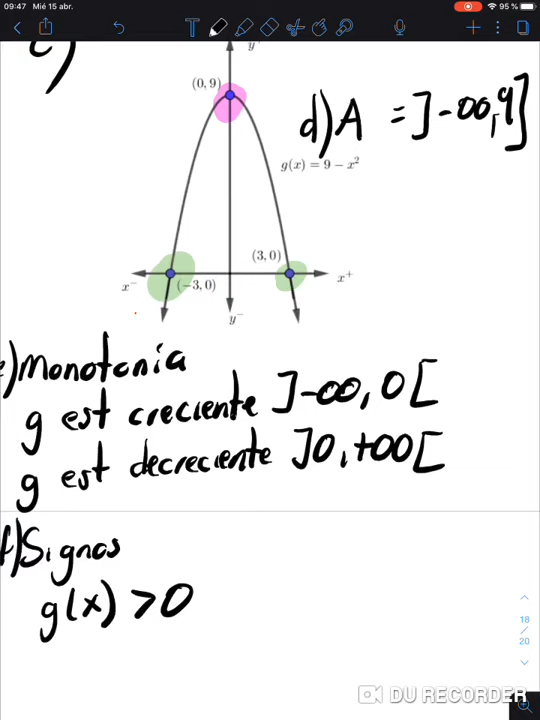 09:47 Mié 15 abr.
95 %
c)
y⁺
(0, 9)
d) A = ]-∞, 9]
g(x) = 9 − x²
(3, 0)
x⁻
(−3, 0)
x⁺
y⁻
e) Monotonía
g est creciente ]-∞, 0[
g est decreciente ]0, +∞[
f) Signos
g(x) > 0
18
/
20
DU RECORDER